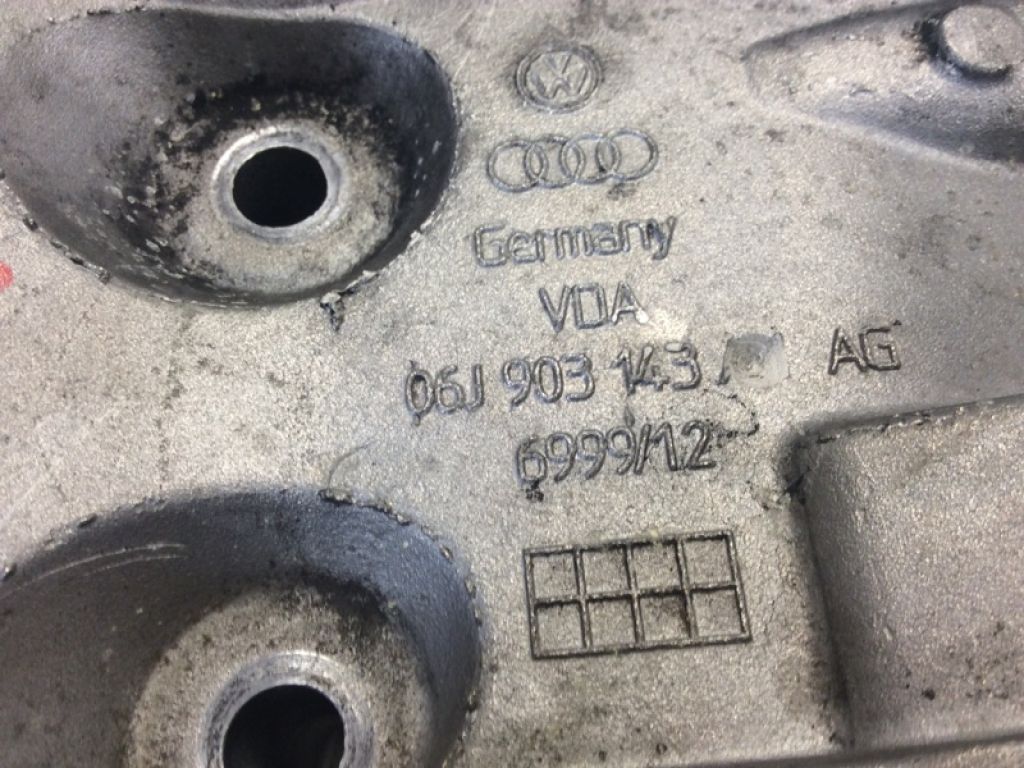 VW
Germany
VDA
06J 903 143 AG
6999/12